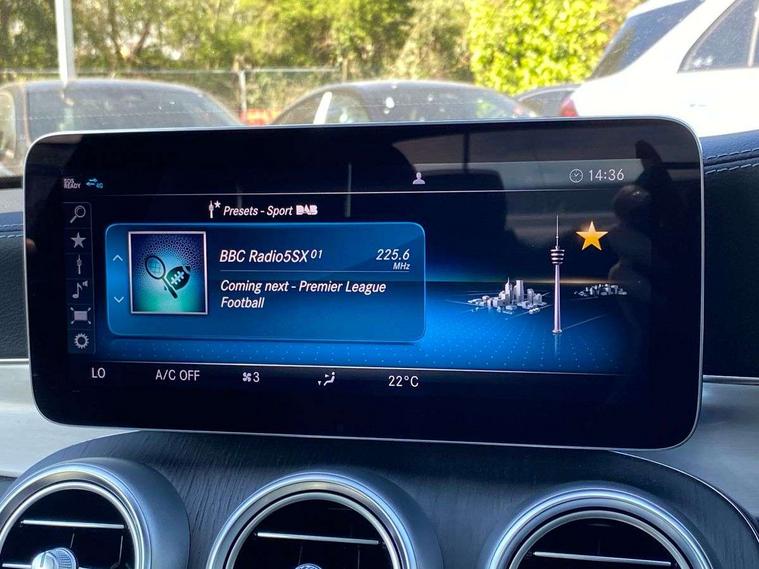 SOS READY 4G
14:36
Presets - Sport DAB
BBC Radio5SX 01
225.6
MHz
Coming next - Premier League
Football
LO
A/C OFF
3
22°C